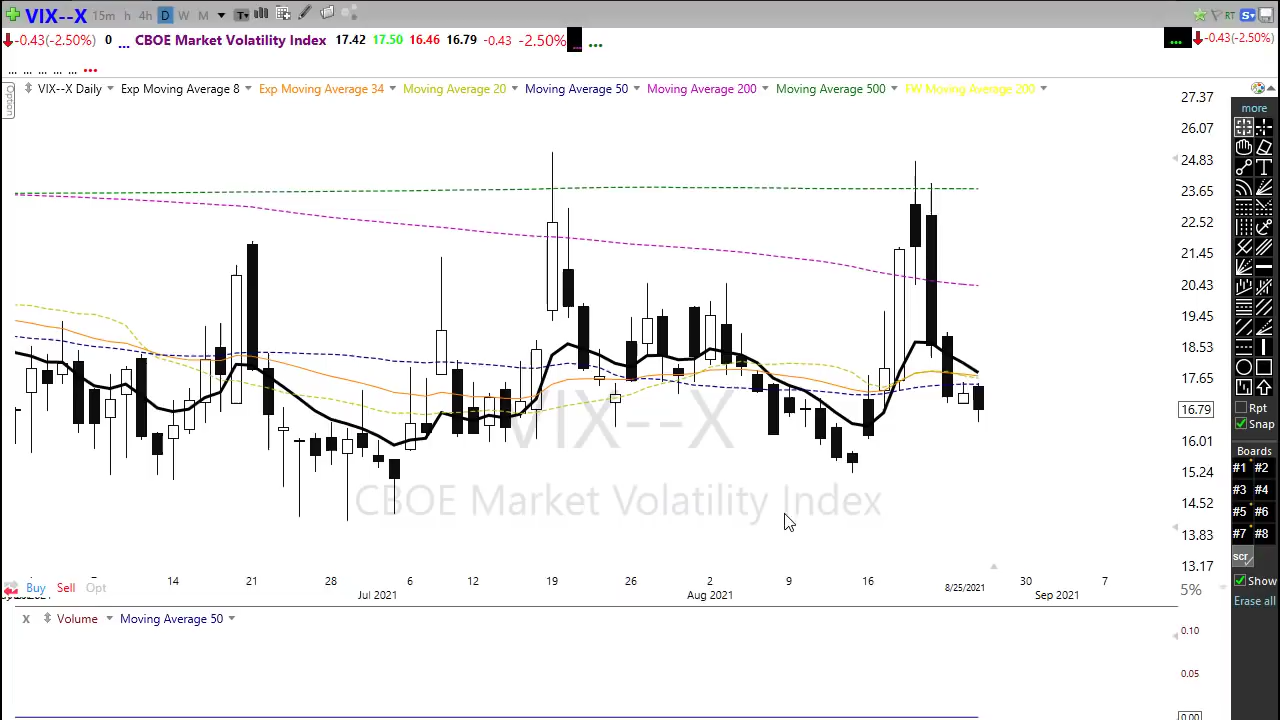 VIX--X 15m h 4h D W M T
RT S
-0.43(-2.50%) 0 ... CBOE Market Volatility Index 17.42 17.50 16.46 16.79 -0.43 -2.50% ... ... -0.43(-2.50%)
... ... ... ... ... ...
Option
VIX--X Daily Exp Moving Average 8 Exp Moving Average 34 Moving Average 20 Moving Average 50 Moving Average 200 Moving Average 500 FW Moving Average 200
27.37
26.07
24.83
23.65
22.52
21.45
20.43
19.45
18.53
17.65
16.79
16.01
15.24
14.52
13.83
13.17
VIX--X
CBOE Market Volatility Index
more
Rpt
Snap
Boards
#1 #2
#3 #4
#5 #6
#7 #8
scr
Show
Erase all
14 21 28 6 12 19 26 2 9 16 30 7
Buy Sell Opt
Jul 2021 Aug 2021 8/25/2021 Sep 2021
5%
x Volume Moving Average 50
0.10
0.05
0.00